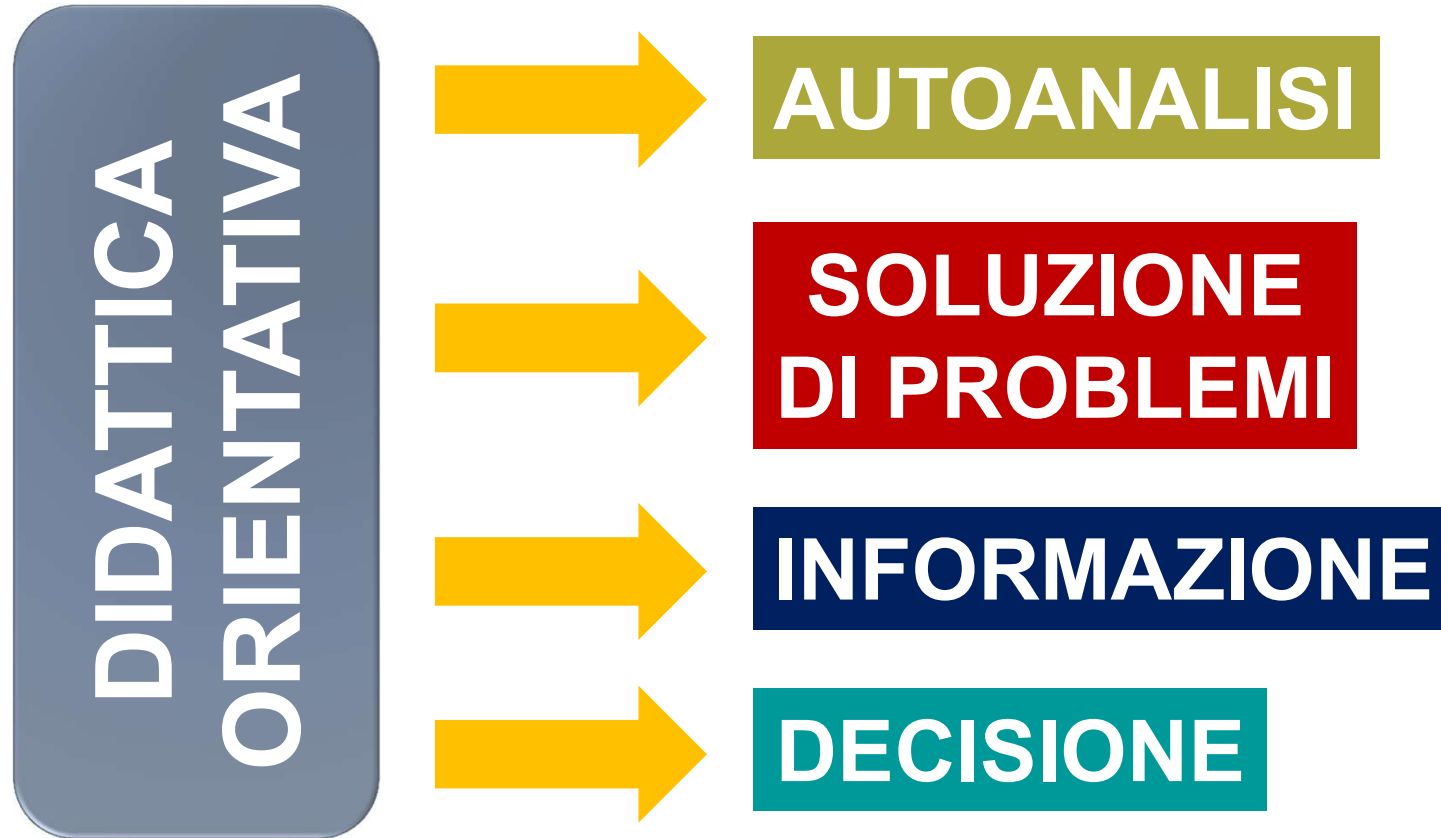 DIDATTICA
ORIENTATIVA
AUTOANALISI
SOLUZIONE
DI PROBLEMI
INFORMAZIONE
DECISIONE